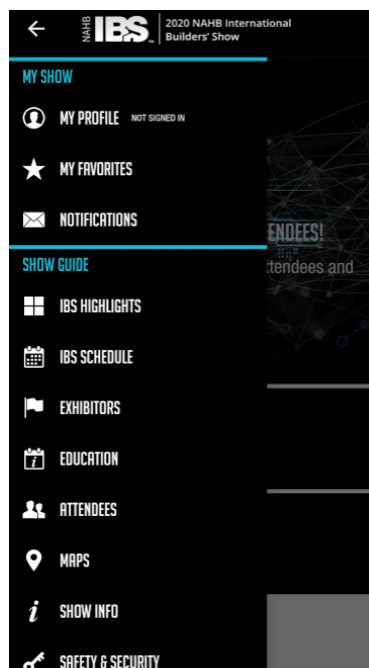 NAHB
IBS
2020 NAHB International
Builders' Show
MY SHOW
MY PROFILE NOT SIGNED IN
MY FAVORITES
NOTIFICATIONS
TENDEES!
SHOW GUIDE
ttendees and
IBS HIGHLIGHTS
IBS SCHEDULE
EXHIBITORS
EDUCATION
ATTENDEES
MAPS
SHOW INFO
SAFETY & SECURITY